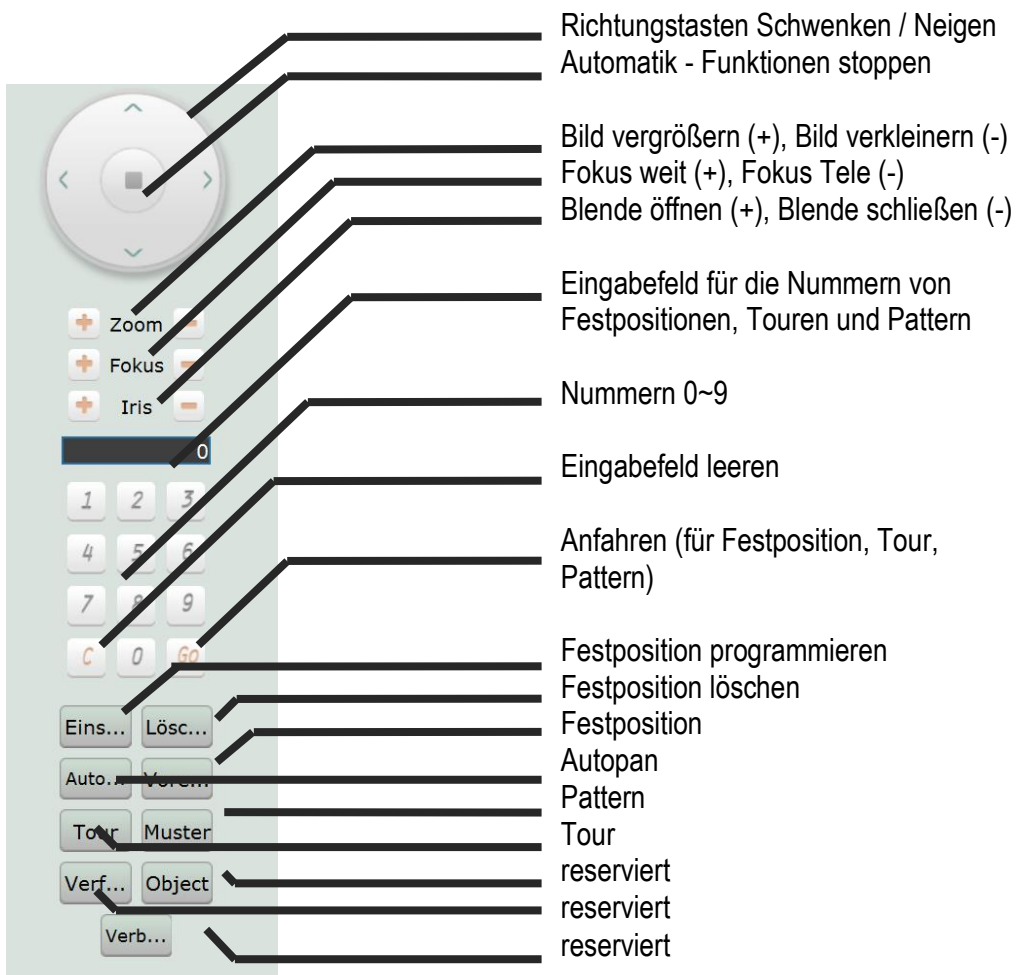 Richtungstasten Schwenken / Neigen
Automatik - Funktionen stoppen
Bild vergrößern (+), Bild verkleinern (-)
Fokus weit (+), Fokus Tele (-)
Blende öffnen (+), Blende schließen (-)
Eingabefeld für die Nummern von
Festpositionen, Touren und Pattern
Nummern 0~9
Eingabefeld leeren
Anfahren (für Festposition, Tour,
Pattern)
Festposition programmieren
Festposition löschen
Festposition
Autopan
Pattern
Tour
reserviert
reserviert
reserviert
Zoom
Fokus
Iris
0
1 2 3
4 5 6
7 8 9
C 0 Go
Eins... Lösc...
Auto... Vore...
Tour Muster
Verf... Object
Verb...